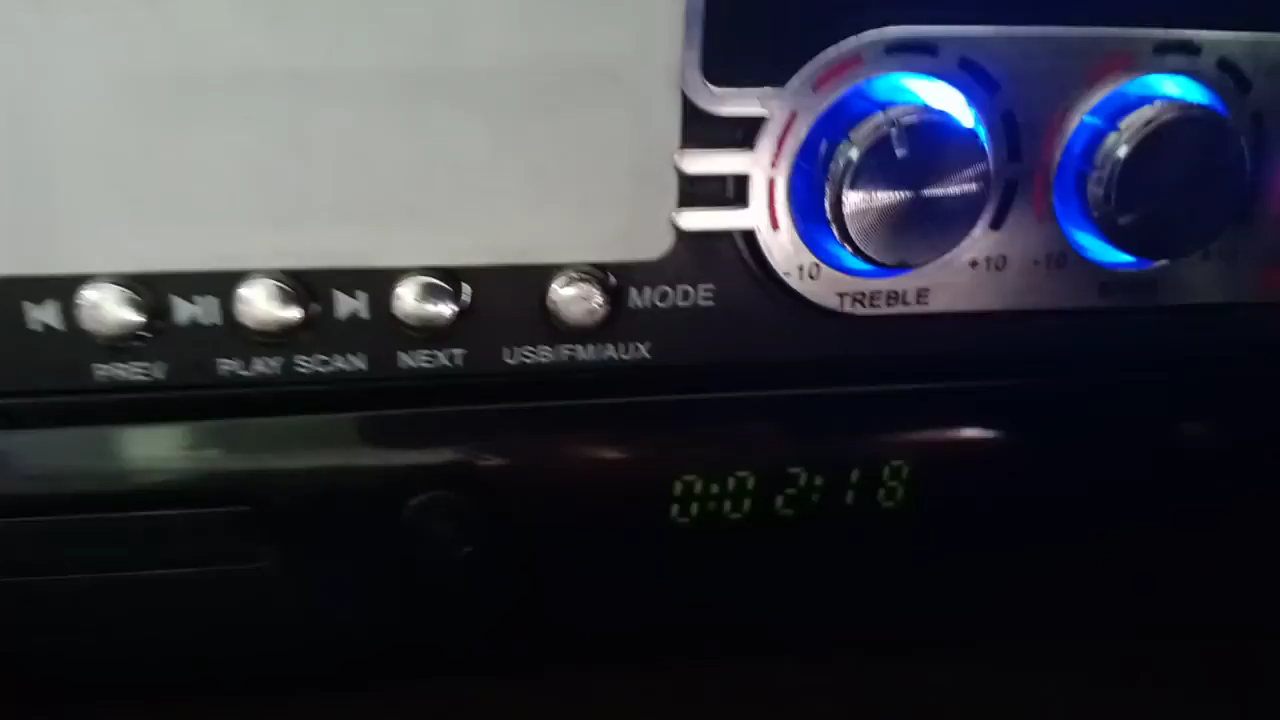 -10 +10 -10
TREBLE
MODE
PREV PLAY SCAN NEXT USB/FM/AUX
0:02:18